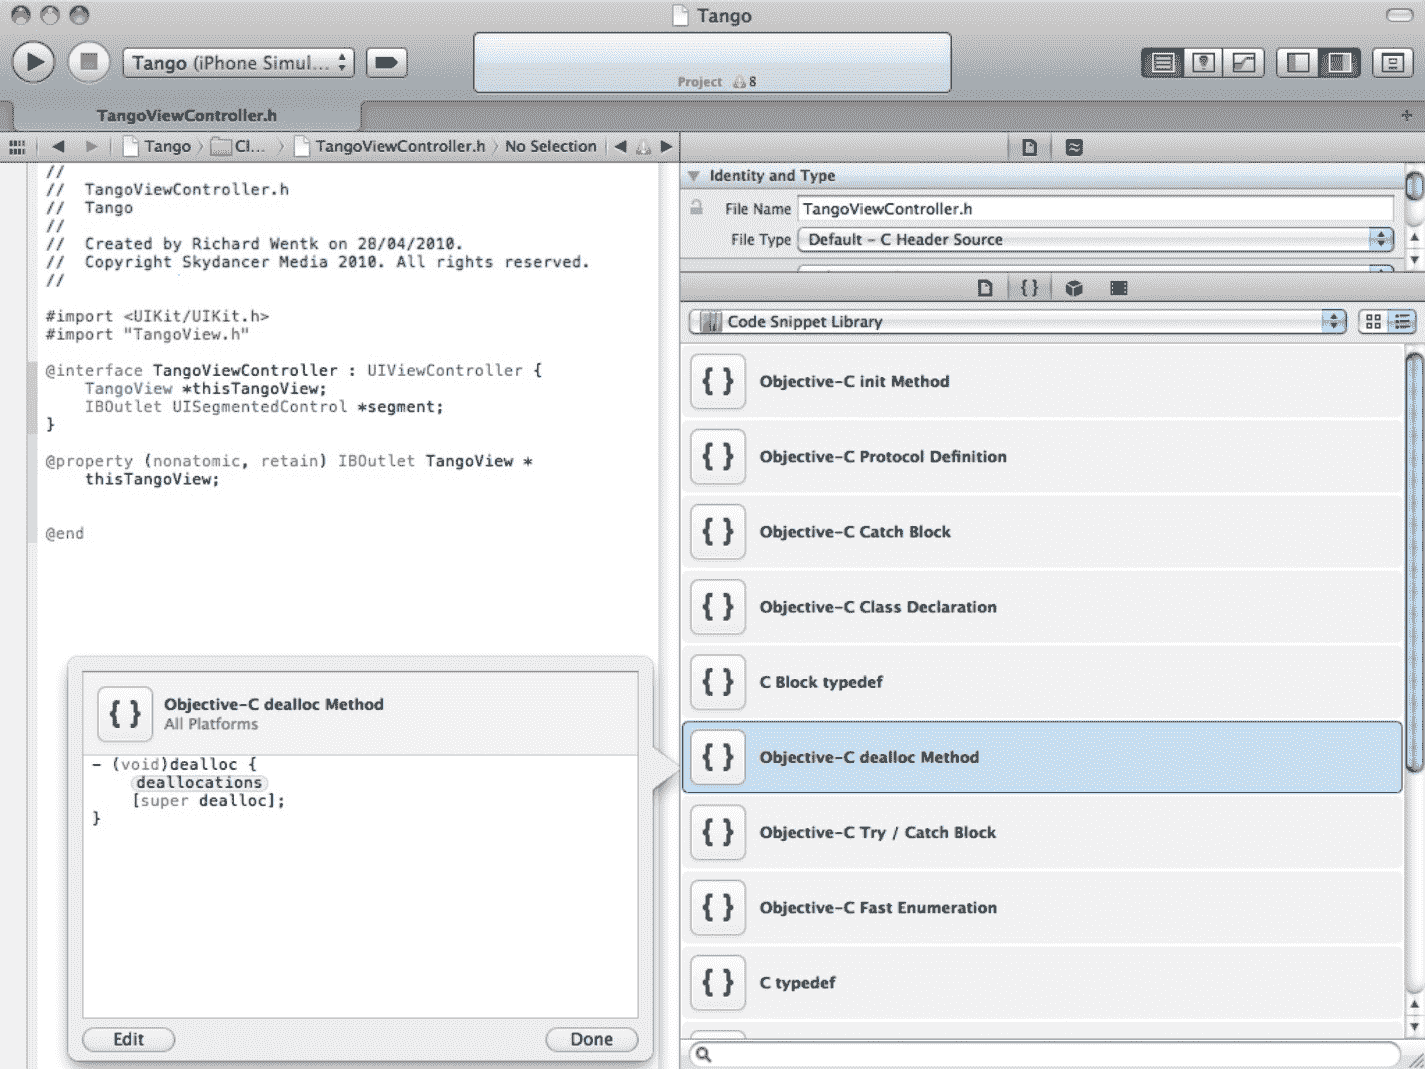 Tango
Tango (iPhone Simul...
Project 8
TangoViewController.h
Tango Cl... TangoViewController.h No Selection
//
// TangoViewController.h
// Tango
//
// Created by Richard Wentk on 28/04/2010.
// Copyright Skydancer Media 2010. All rights reserved.
//
#import <UIKit/UIKit.h>
#import "TangoView.h"
@interface TangoViewController : UIViewController {
TangoView *thisTangoView;
IBOutlet UISegmentedControl *segment;
}
@property (nonatomic, retain) IBOutlet TangoView *
thisTangoView;
@end
Objective-C dealloc Method
All Platforms
- (void)dealloc {
deallocations
[super dealloc];
}
Edit
Done
Identity and Type
File Name TangoViewController.h
File Type Default - C Header Source
{}
Code Snippet Library
{ } Objective-C init Method
{ } Objective-C Protocol Definition
{ } Objective-C Catch Block
{ } Objective-C Class Declaration
{ } C Block typedef
{ } Objective-C dealloc Method
{ } Objective-C Try / Catch Block
{ } Objective-C Fast Enumeration
{ } C typedef